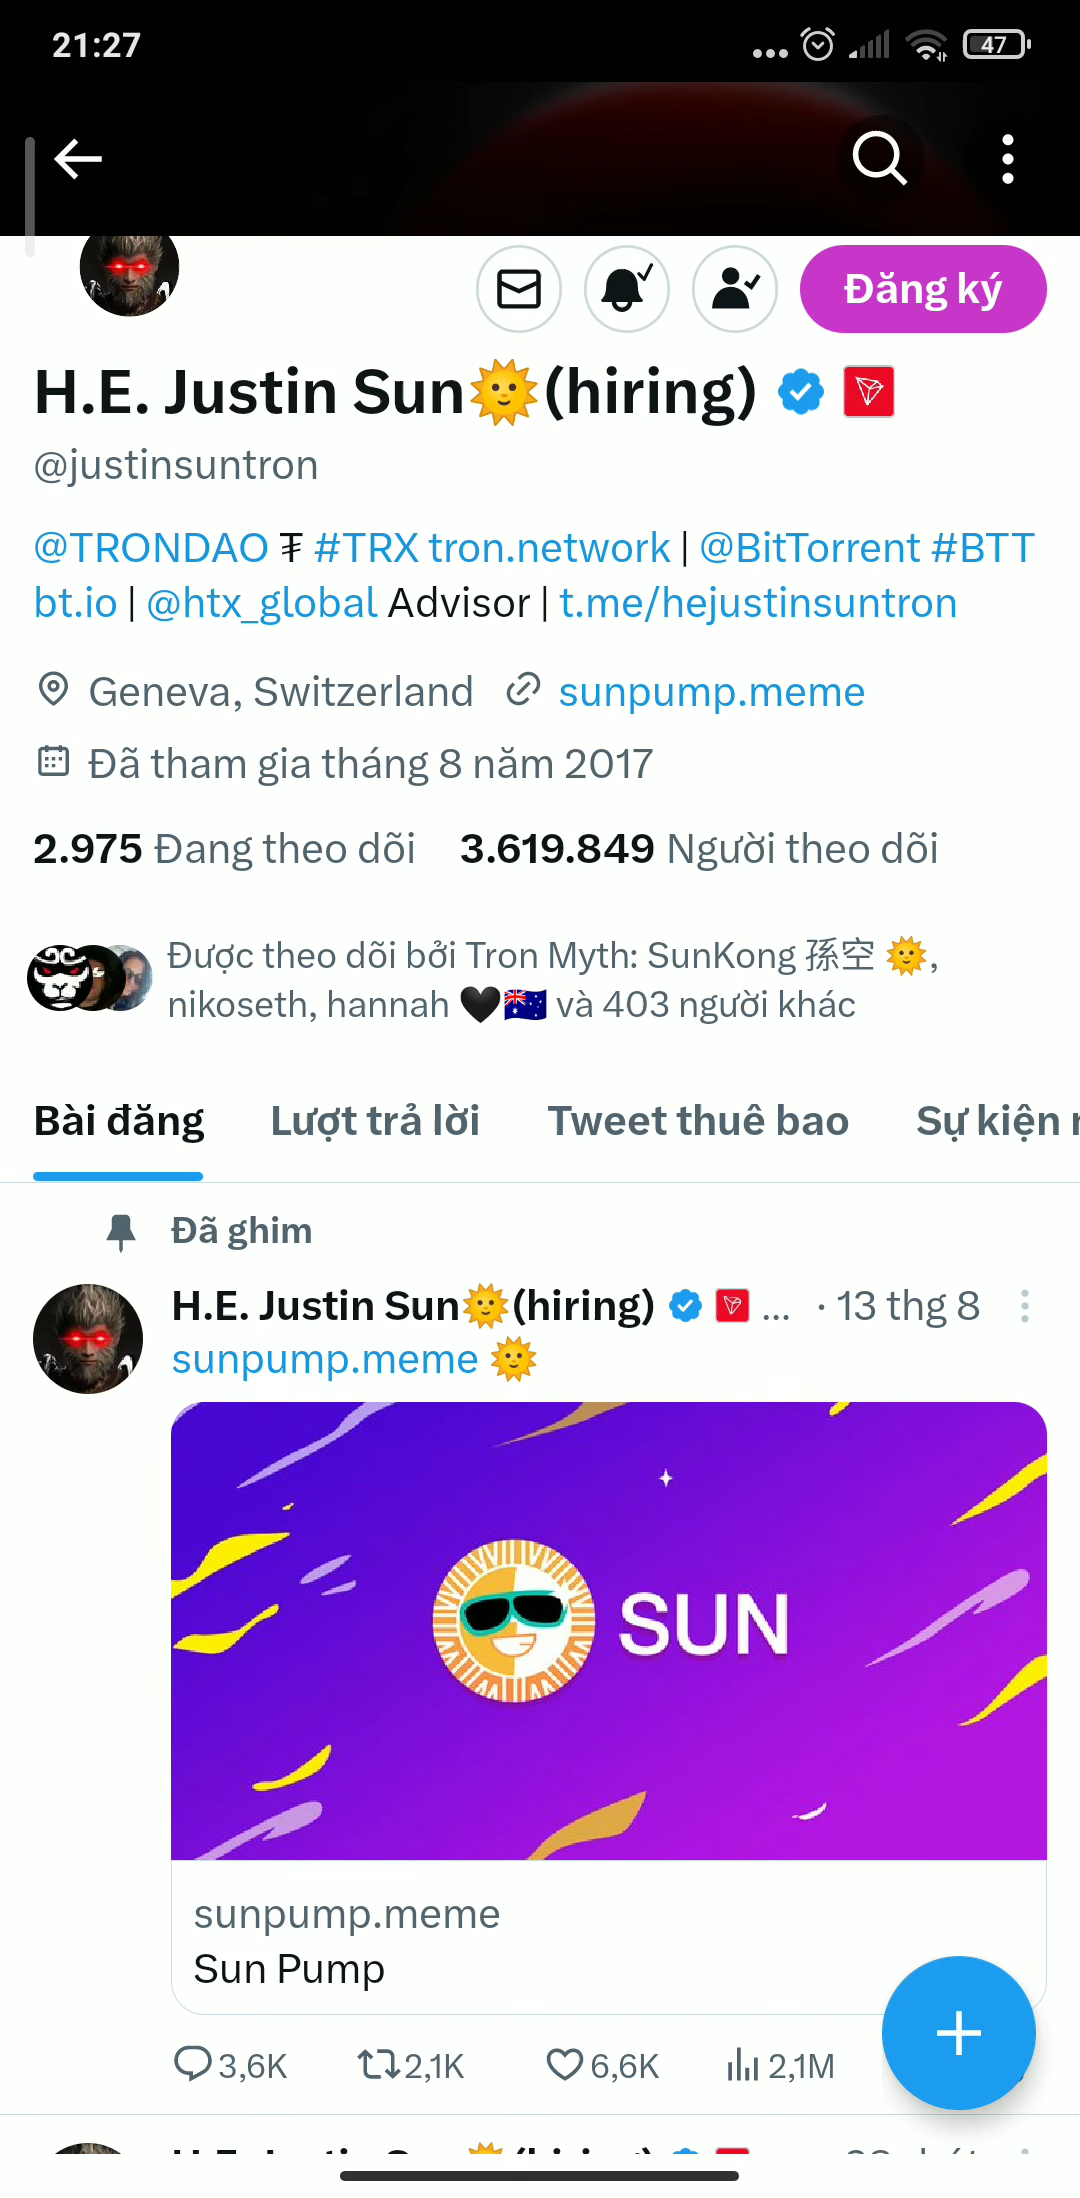 21:27
47
Đăng ký
H.E. Justin Sun🌞(hiring)
@justinsuntron
@TRONDAO ₮ #TRX tron.network | @BitTorrent #BTT
bt.io | @htx_global Advisor | t.me/hejustinsuntron
Geneva, Switzerland sunpump.meme
Đã tham gia tháng 8 năm 2017
2.975 Đang theo dõi 3.619.849 Người theo dõi
Được theo dõi bởi Tron Myth: SunKong 孫空 🌞,
nikoseth, hannah 🖤🇦🇺 và 403 người khác
Bài đăng Lượt trả lời Tweet thuê bao Sự kiện
Đã ghim
H.E. Justin Sun🌞(hiring) ... · 13 thg 8
sunpump.meme 🌞
SUN
sunpump.meme
Sun Pump
3,6K 2,1K 6,6K 2,1M